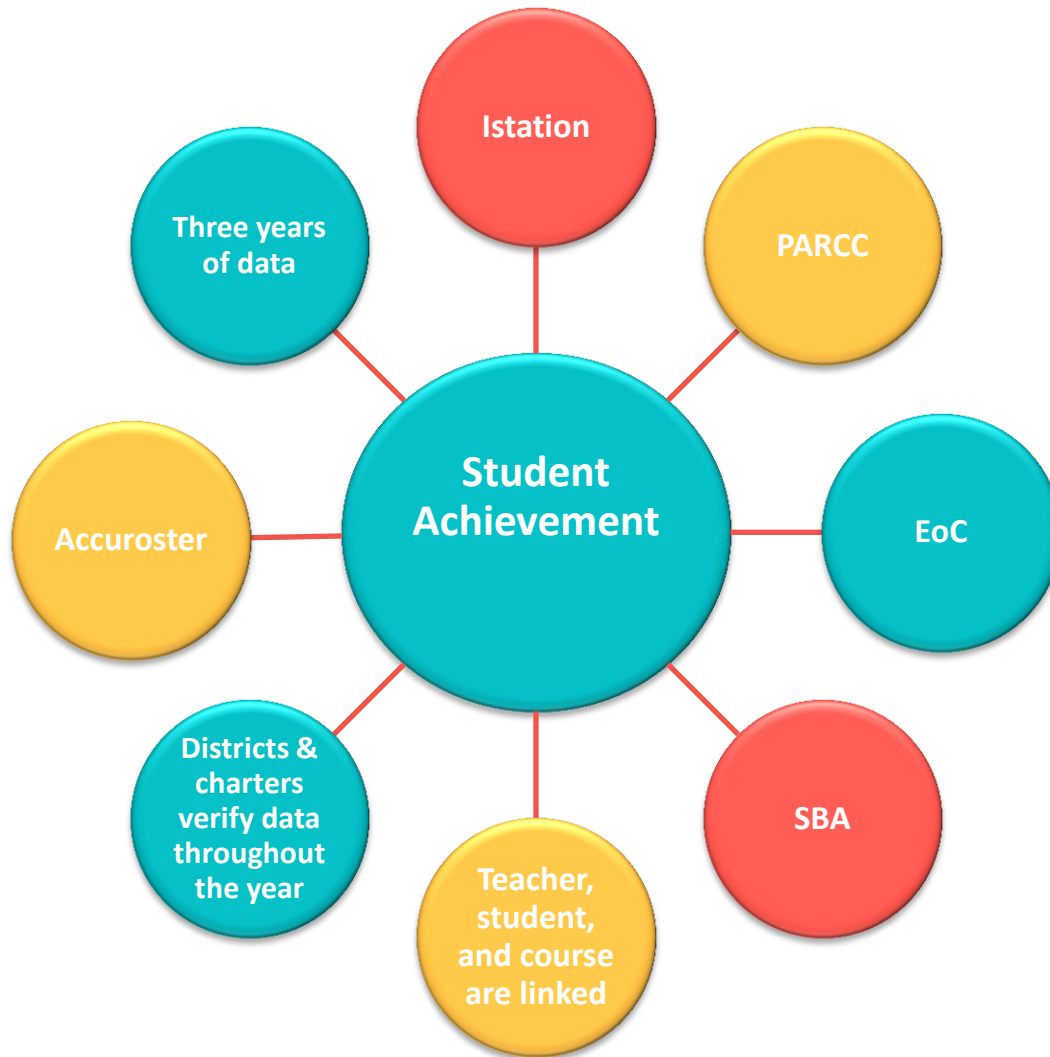 Istation
Three years
of data
PARCC
Student
Achievement
Accuroster
EoC
Districts &
charters
verify data
throughout
the year
SBA
Teacher,
student,
and course
are linked